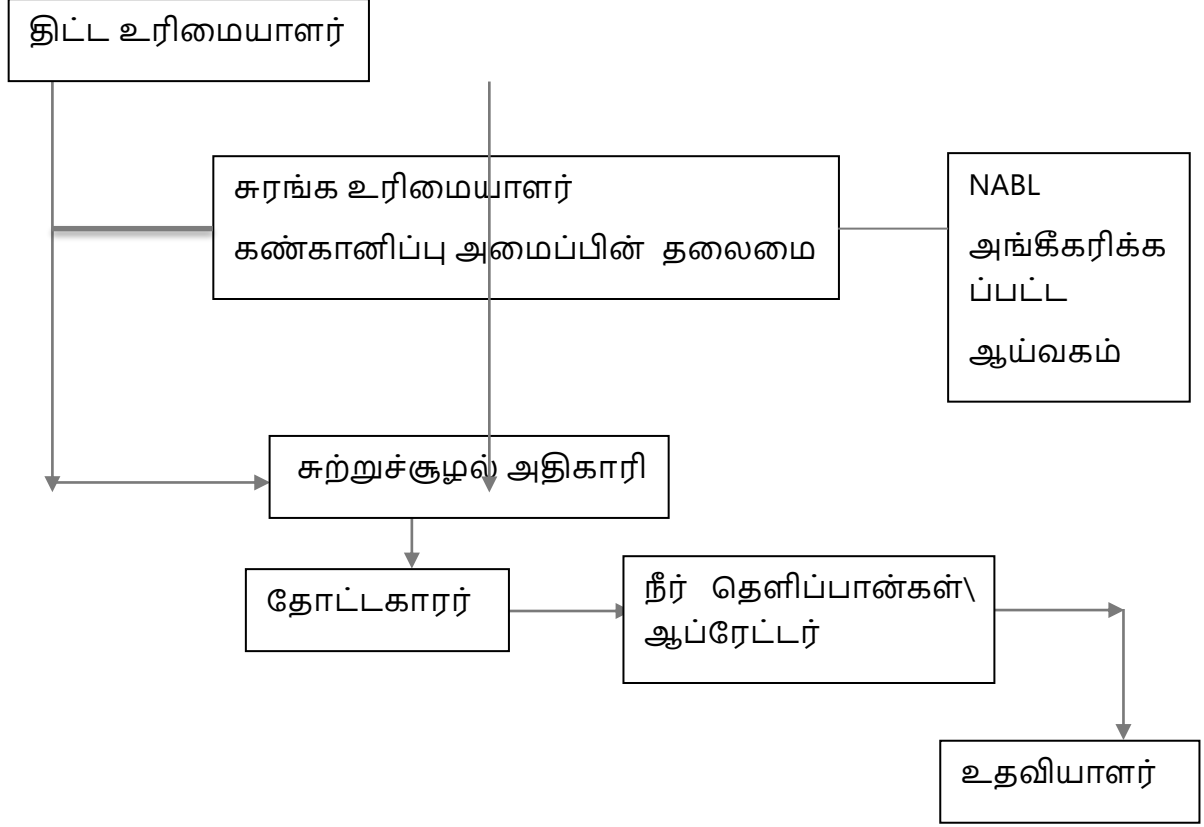 திட்ட உரிமையாளர்
சுரங்க உரிமையாளர்
கண்கானிப்பு அமைப்பின் தலைமை
NABL
அங்கீகரிக்க
ப்பட்ட
ஆய்வகம்
சுற்றுச்சூழல் அதிகாரி
தோட்டகாரர்
நீர் தெளிப்பான்கள்\
ஆப்ரேட்டர்
உதவியாளர்